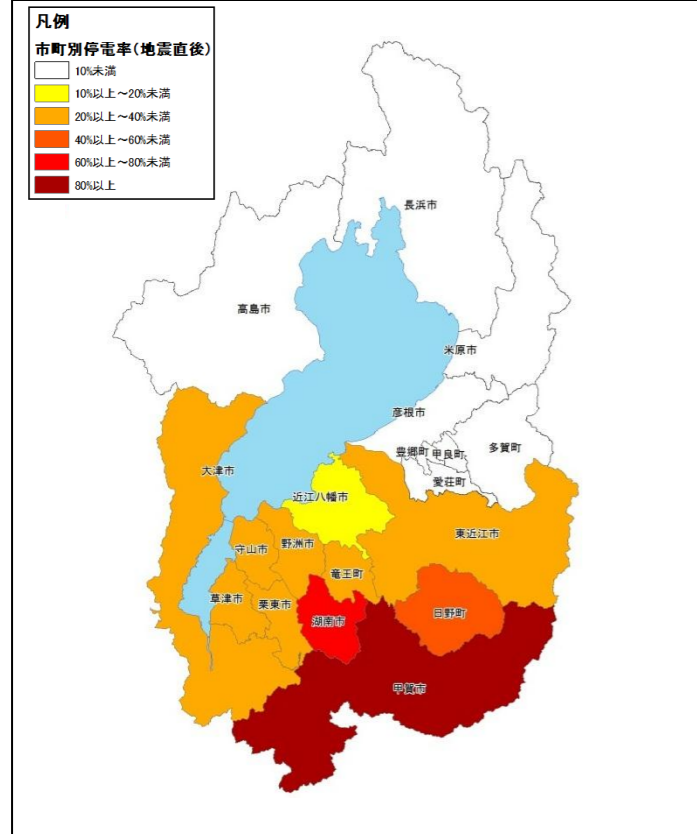 凡例
市町別停電率(地震直後)
10%未満
10%以上～20%未満
20%以上～40%未満
40%以上～60%未満
60%以上～80%未満
80%以上
長浜市
高島市
米原市
彦根市
多賀町
豊郷町
甲良町
愛荘町
大津市
近江八幡市
東近江市
守山市
野洲市
竜王町
草津市
栗東市
湖南市
日野町
甲賀市